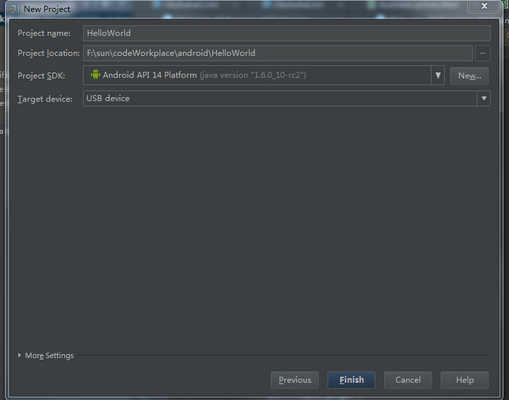 New Project
Project name: HelloWorld
Project location: F:\sun\codeWorkplace\android\HelloWorld ...
Project SDK: Android API 14 Platform (java version "1.6.0_10-rc2") New...
Target device: USB device
More Settings
Previous Finish Cancel Help